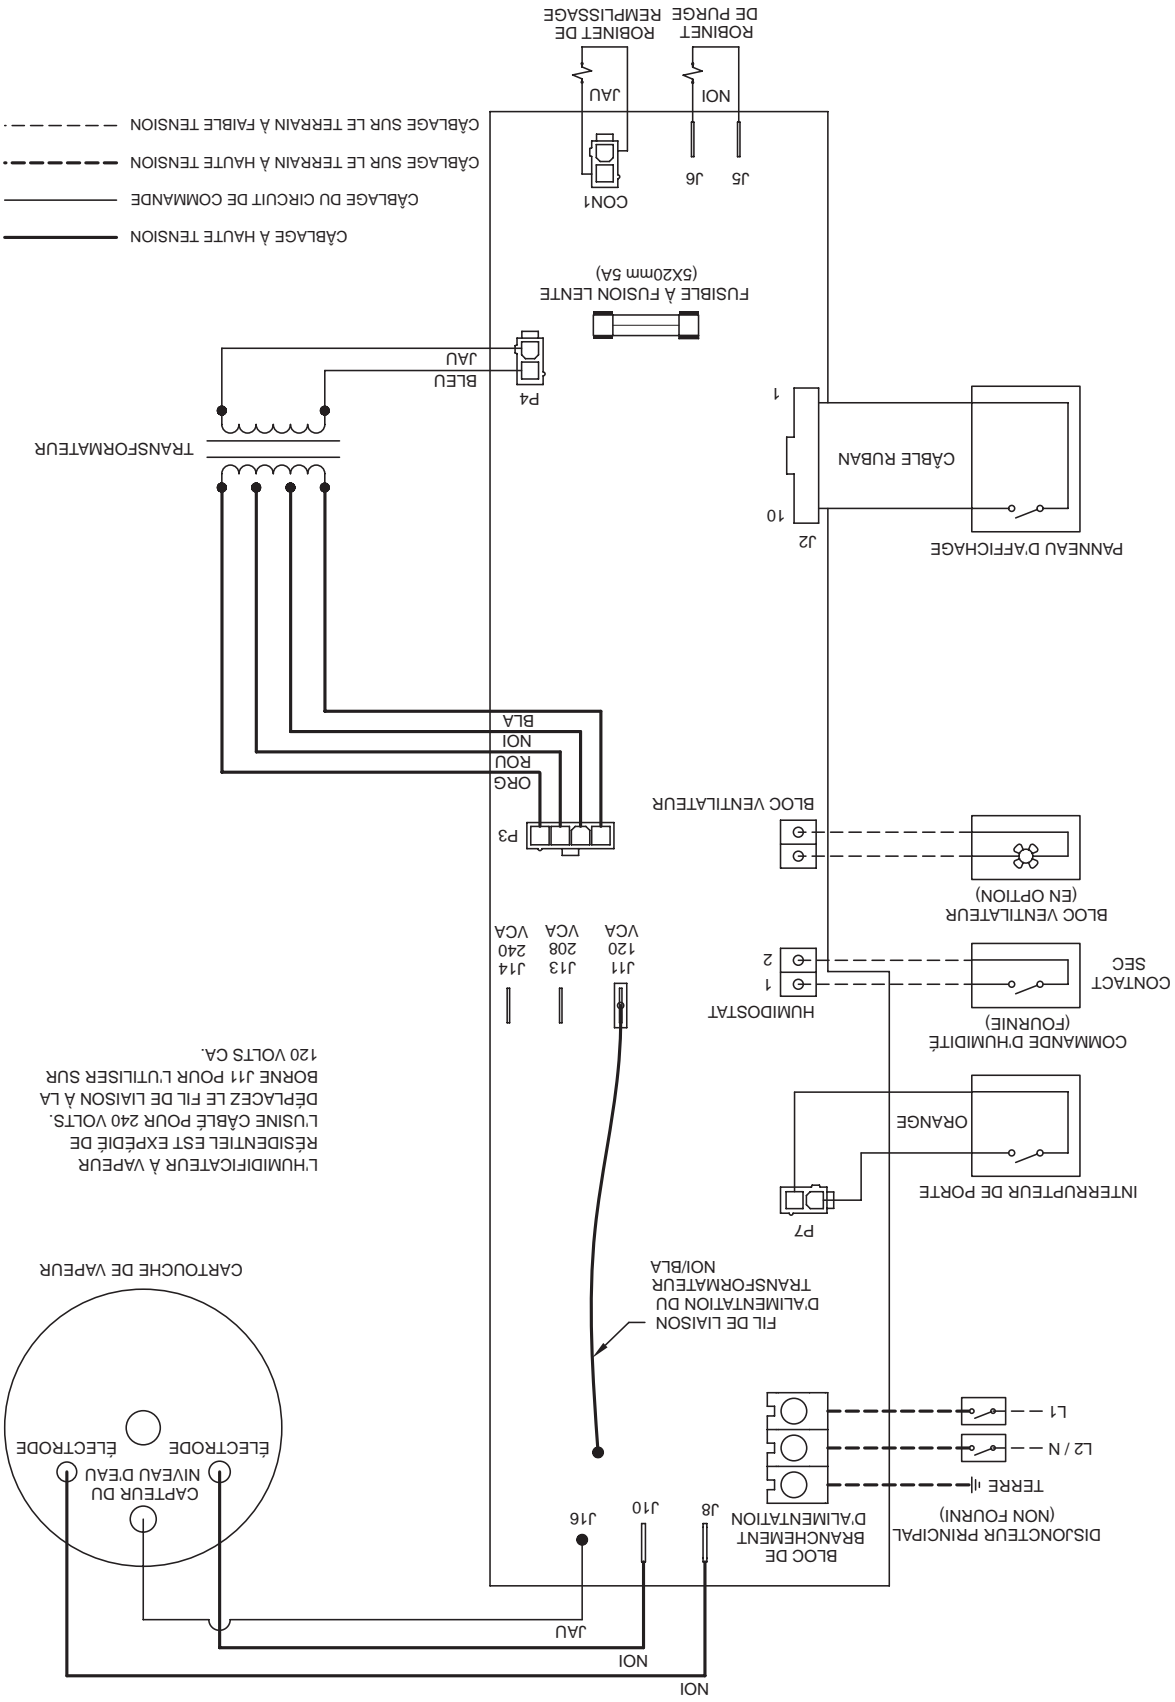 NOI
NOI
JAU
DISJONCTEUR PRINCIPAL
(NON FOURNI)
TERRE
L2 / N
L1
BLOC DE
BRANCHEMENT
D'ALIMENTATION
J8
J10
J16
CAPTEUR DU
NIVEAU D'EAU
ÉLECTRODE
ÉLECTRODE
CARTOUCHE DE VAPEUR
FIL DE LIAISON
D'ALIMENTATION DU
TRANSFORMATEUR
NOI/BLA
INTERRUPTEUR DE PORTE
P7
ORANGE
L'HUMIDIFICATEUR À VAPEUR
RÉSIDENTIEL EST EXPÉDIÉ DE
L'USINE CÂBLÉ POUR 240 VOLTS.
DÉPLACEZ LE FIL DE LIAISON À LA
BORNE J11 POUR L'UTILISER SUR
120 VOLTS CA.
COMMANDE D'HUMIDITÉ
(FOURNIE)
CONTACT
SEC
HUMIDOSTAT
1
2
J11
120
VCA
J13
208
VCA
J14
240
VCA
BLOC VENTILATEUR
(EN OPTION)
BLOC VENTILATEUR
P3
ORG
ROU
NOI
BLA
PANNEAU D'AFFICHAGE
J2
10
CÂBLE RUBAN
1
TRANSFORMATEUR
P4
BLEU
JAU
FUSIBLE À FUSION LENTE
(5X20mm 5A)
CÂBLAGE À HAUTE TENSION
CÂBLAGE DU CIRCUIT DE COMMANDE
CÂBLAGE SUR LE TERRAIN À HAUTE TENSION
CÂBLAGE SUR LE TERRAIN À FAIBLE TENSION
J5
J6
CON1
NOI
JAU
ROBINET
DE PURGE
ROBINET DE
REMPLISSAGE